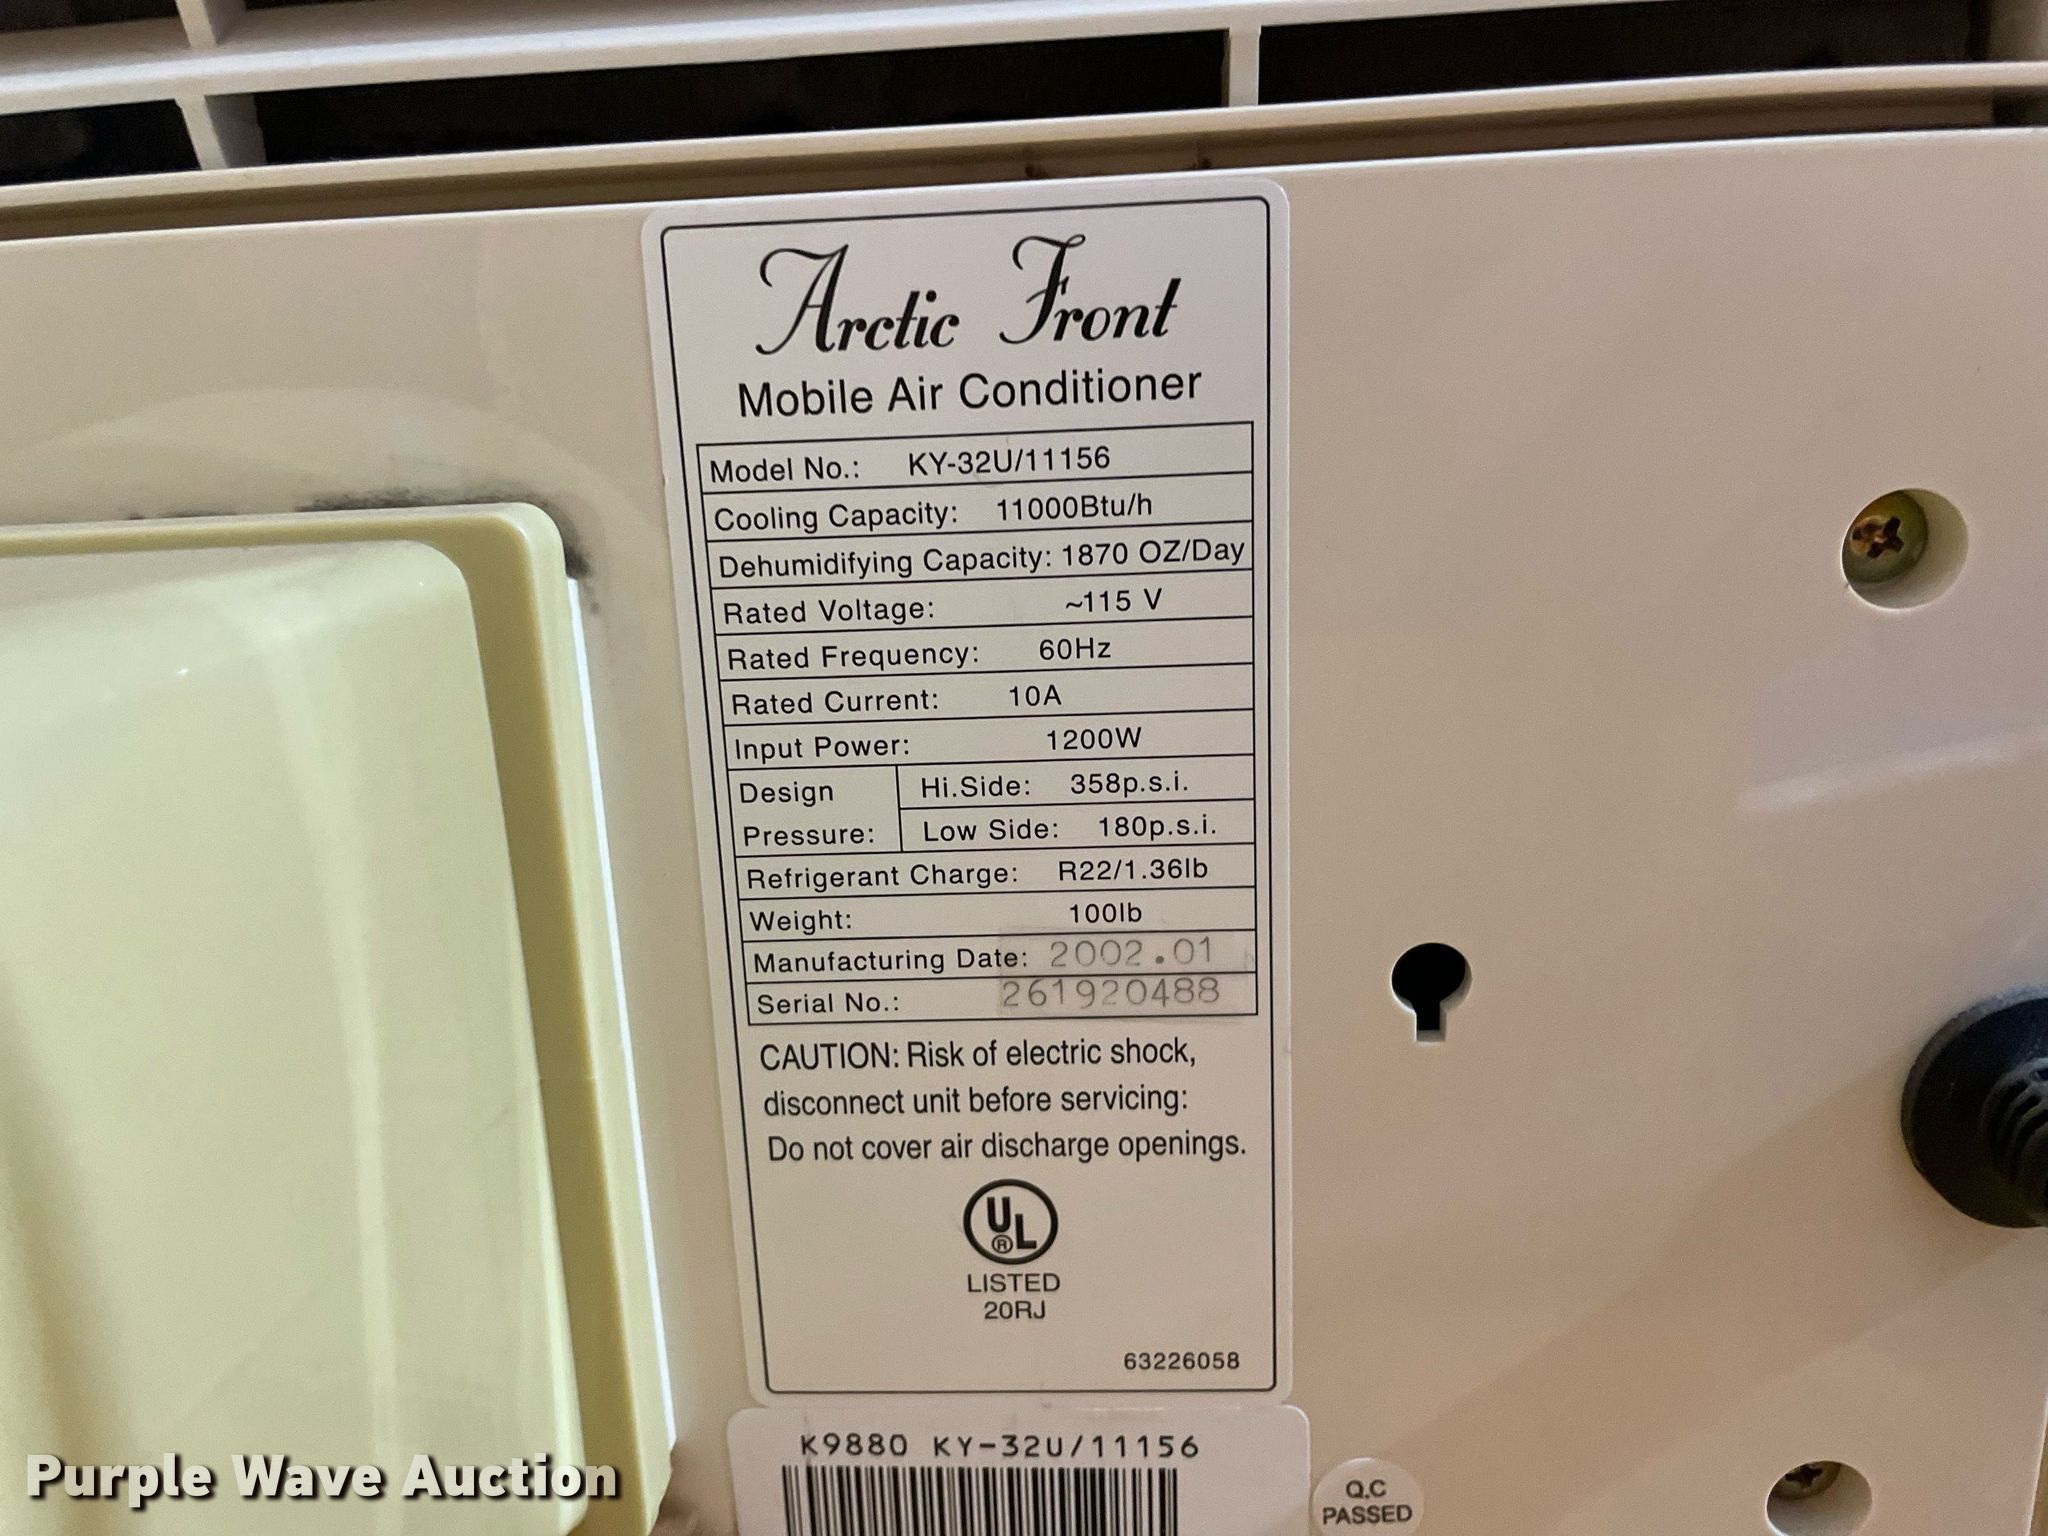 Arctic Front
Mobile Air Conditioner
Model No.: KY-32U/11156
Cooling Capacity: 11000Btu/h
Dehumidifying Capacity: 1870 OZ/Day
Rated Voltage: ~115 V
Rated Frequency: 60Hz
Rated Current: 10A
Input Power: 1200W
Design Pressure: Hi.Side: 358p.s.i.
Low Side: 180p.s.i.
Refrigerant Charge: R22/1.36lb
Weight: 100lb
Manufacturing Date: 2002.01
Serial No.: 261920488
CAUTION: Risk of electric shock,
disconnect unit before servicing:
Do not cover air discharge openings.
UL
®
LISTED
20RJ
63226058
K9880 KY-32U/11156
Q.C
PASSED
Purple Wave Auction